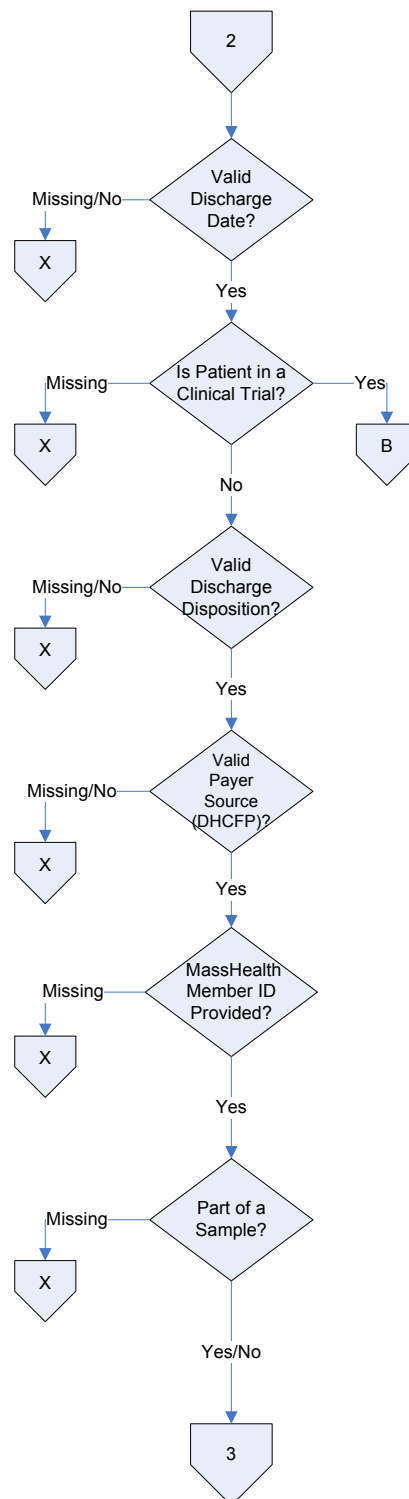 2
Valid
Discharge
Date?
Missing/No
X
Yes
Is Patient in a
Clinical Trial?
Missing
Yes
X
B
No
Valid
Discharge
Disposition?
Missing/No
X
Yes
Valid
Payer
Source
(DHCFP)?
Missing/No
X
Yes
MassHealth
Member ID
Provided?
Missing
X
Yes
Part of a
Sample?
Missing
X
Yes/No
3